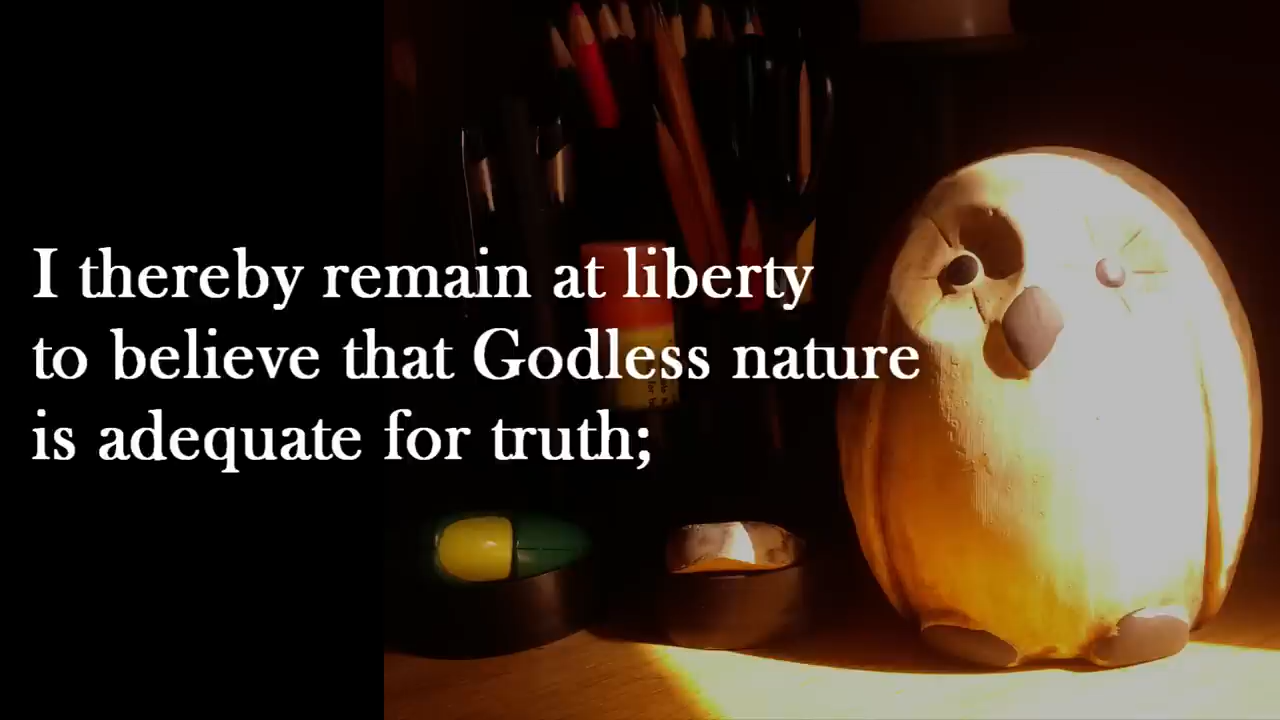 I thereby remain at liberty
to believe that Godless nature
is adequate for truth;